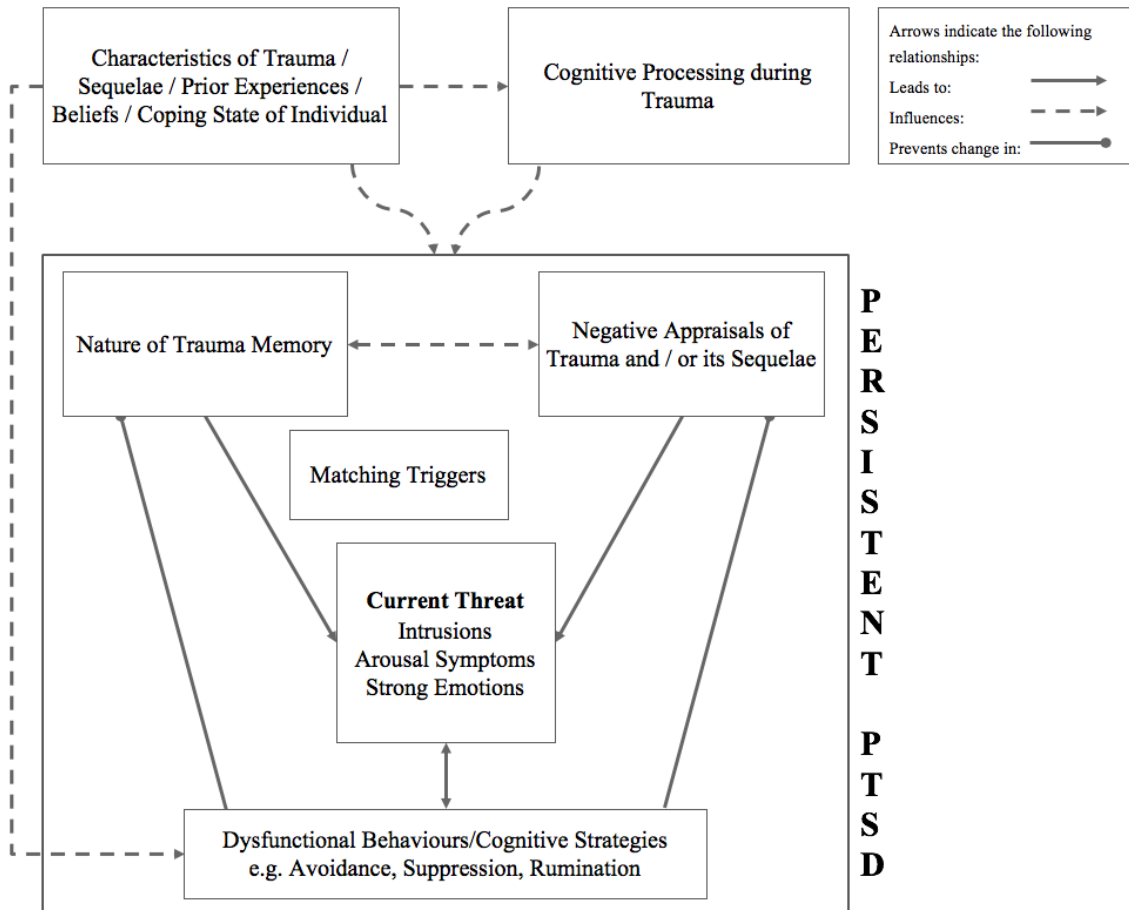 Characteristics of Trauma /
Sequelae / Prior Experiences /
Beliefs / Coping State of Individual
Cognitive Processing during
Trauma
Arrows indicate the following
relationships:
Leads to:
Influences:
Prevents change in:
Nature of Trauma Memory
Negative Appraisals of
Trauma and / or its Sequelae
Matching Triggers
Current Threat
Intrusions
Arousal Symptoms
Strong Emotions
Dysfunctional Behaviours/Cognitive Strategies
e.g. Avoidance, Suppression, Rumination
PERSISTENT PTSD